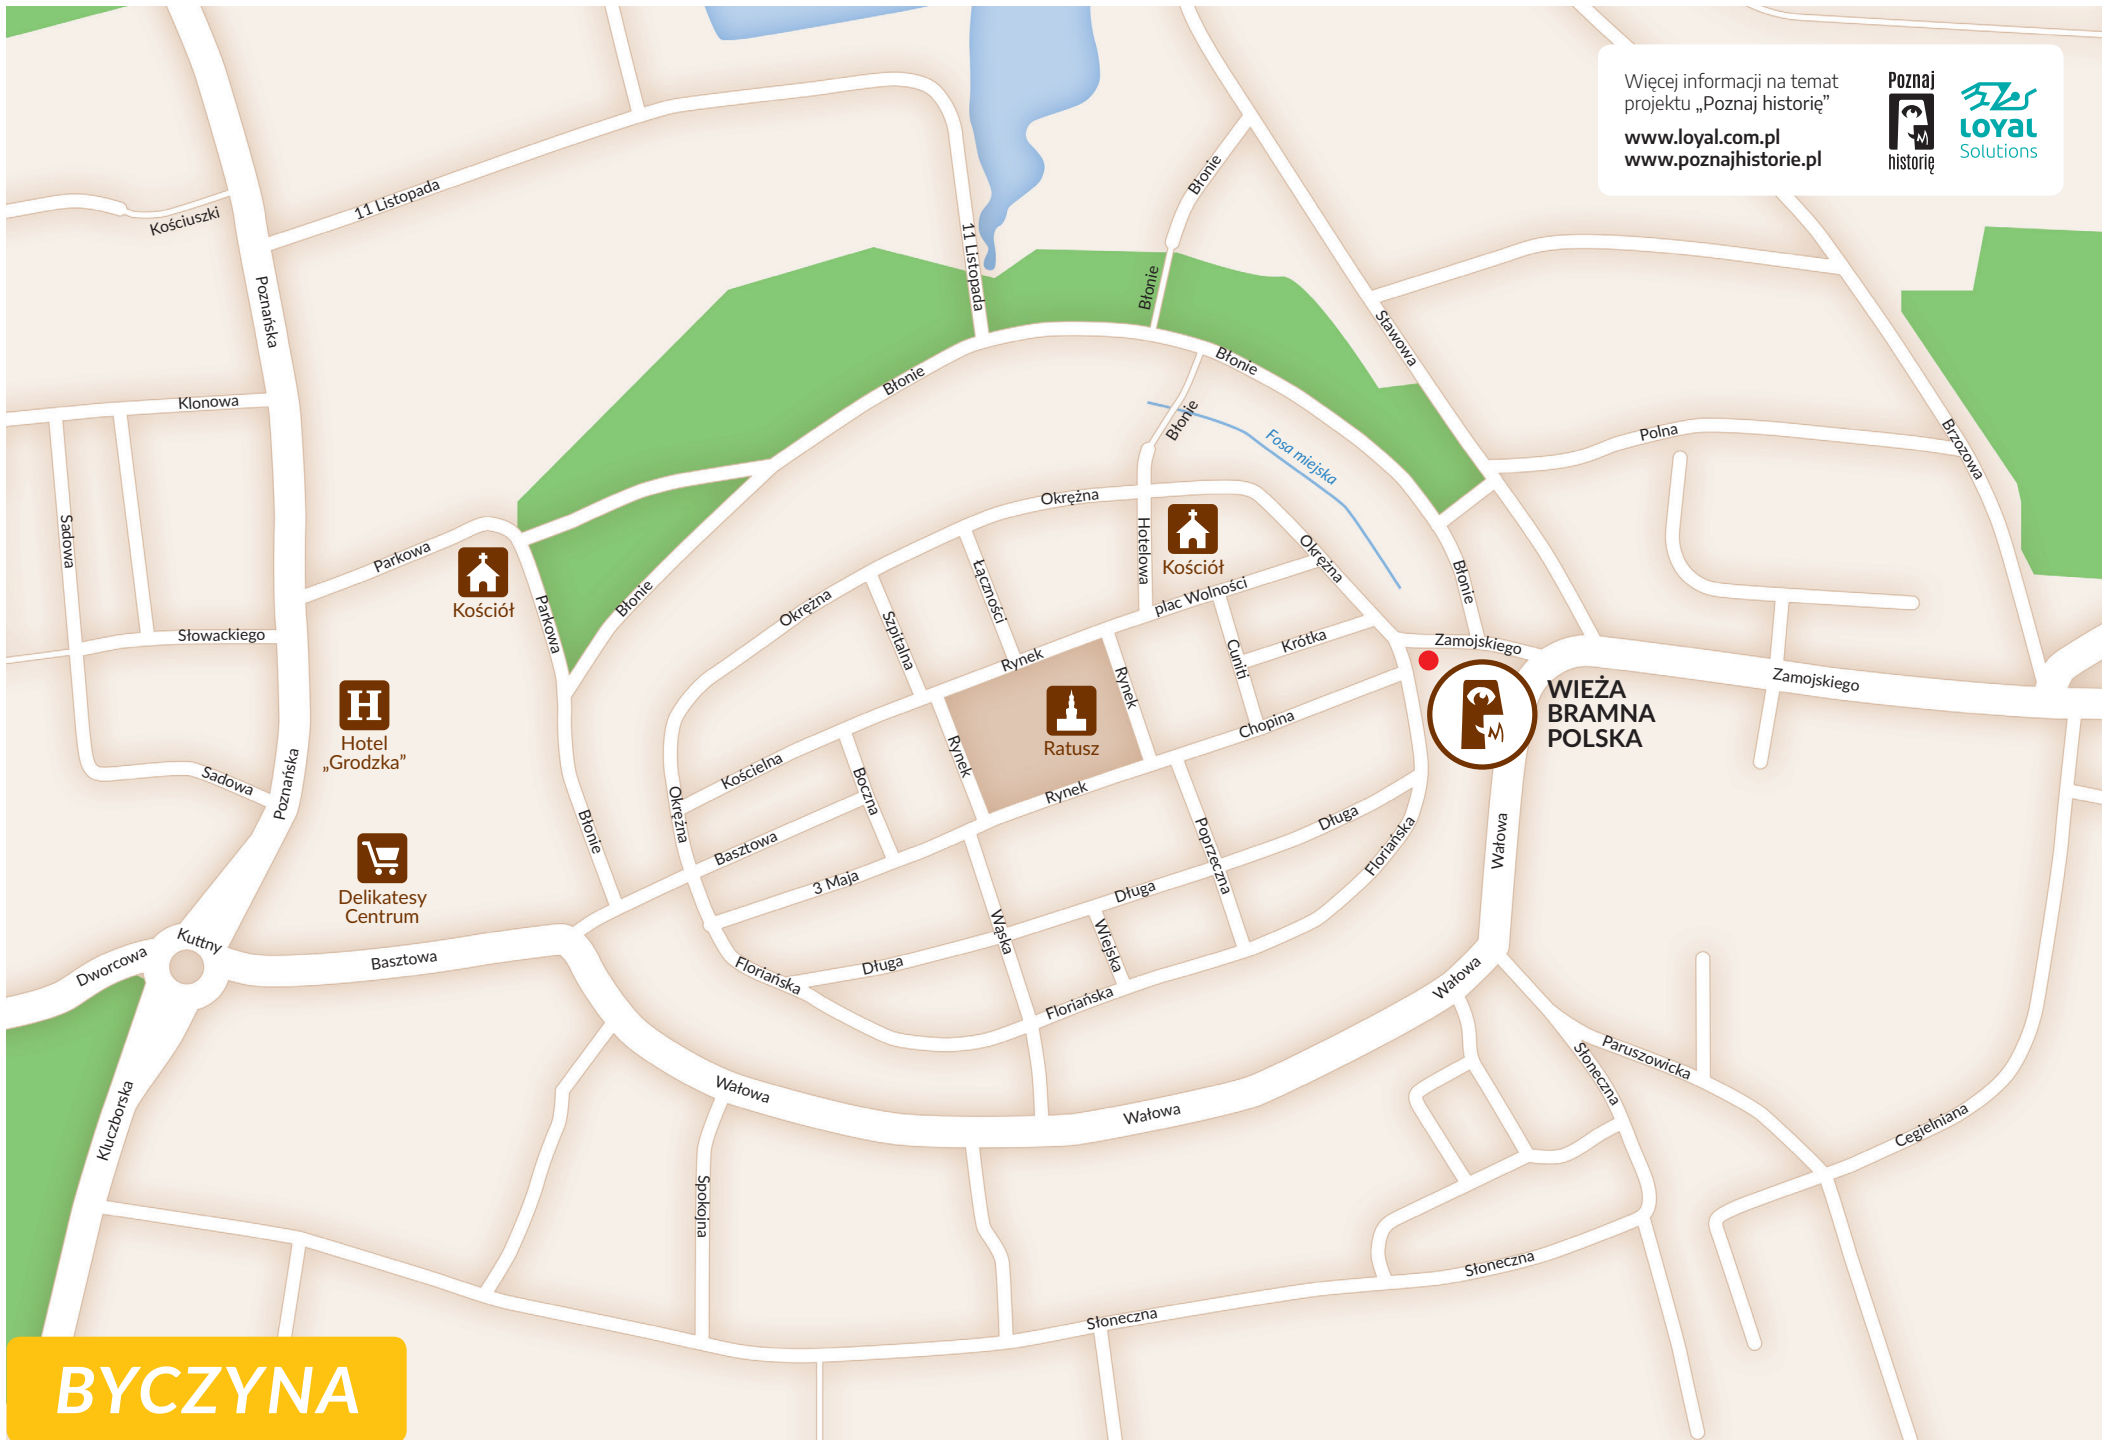 Więcej informacji na temat
projektu „Poznaj historię”
www.loyal.com.pl
www.poznajhistorie.pl
Poznaj
historię
LOYAL
Solutions
Kościuszki
11 Listopada
11 Listopada
Błonie
Błonie
Poznańska
Stawowa
Klonowa
Błonie
Błonie
Błonie
Fosa miejska
Polna
Brzozowa
Sadowa
Parkowa
Okrężna
Hotelowa
Kościół
Okrężna
Kościół
Parkowa
Błonie
Okrężna
Szpitalna
Łączności
plac Wolności
Błonie
Słowackiego
Rynek
Rynek
Cuniti
Krótka
Zamojskiego
Zamojskiego
WIEŻA
BRAMNA
POLSKA
Hotel
„Grodzka”
Ratusz
Chopina
Sadowa
Poznańska
Kościelna
Boczna
Rynek
Rynek
Okrężna
Błonie
Basztowa
Poprzeczna
Długa
Floriańska
Wałowa
Delikatesy
Centrum
3 Maja
Długa
Wąska
Wiejska
Kuttny
Dworcowa
Basztowa
Floriańska
Długa
Floriańska
Wałowa
Kluczborska
Wałowa
Wałowa
Słoneczna
Paruszowicka
Cegielniana
Spokojna
Słoneczna
Słoneczna
BYCZYNA